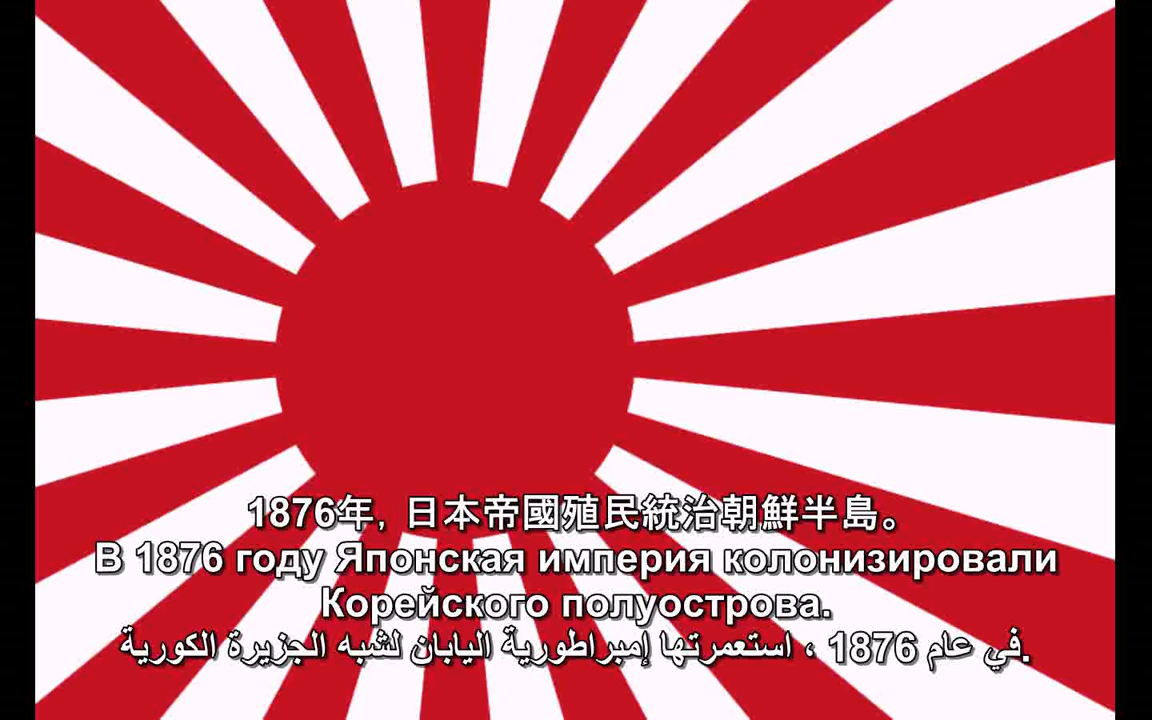 1876年, 日本帝國殖民統治朝鮮半島。
В 1876 году Японская империя колонизировали
Корейского полуострова.
في عام 1876 ، استعمرتها إمبراطورية اليابان لشبه الجزيرة الكورية.